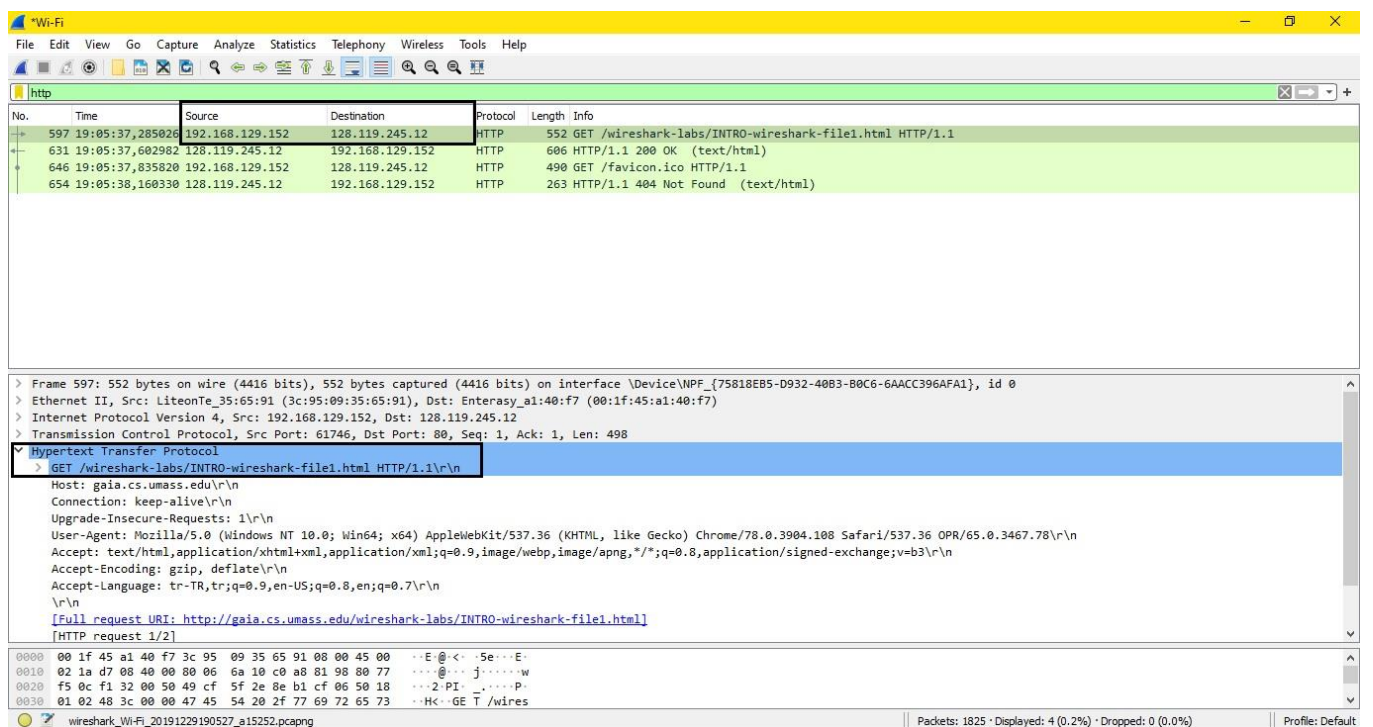 *Wi-Fi
File Edit View Go Capture Analyze Statistics Telephony Wireless Tools Help
http
No. Time Source Destination Protocol Length Info
597 19:05:37,285026 192.168.129.152 128.119.245.12 HTTP 552 GET /wireshark-labs/INTRO-wireshark-file1.html HTTP/1.1
631 19:05:37,602982 128.119.245.12 192.168.129.152 HTTP 606 HTTP/1.1 200 OK (text/html)
646 19:05:37,835820 192.168.129.152 128.119.245.12 HTTP 490 GET /favicon.ico HTTP/1.1
654 19:05:38,160330 128.119.245.12 192.168.129.152 HTTP 263 HTTP/1.1 404 Not Found (text/html)
> Frame 597: 552 bytes on wire (4416 bits), 552 bytes captured (4416 bits) on interface \Device\NPF_{75818EB5-D932-40B3-B0C6-6AACC396AFA1}, id 0
> Ethernet II, Src: LiteonTe_35:65:91 (3c:95:09:35:65:91), Dst: Enterasy_a1:40:f7 (00:1f:45:a1:40:f7)
> Internet Protocol Version 4, Src: 192.168.129.152, Dst: 128.119.245.12
> Transmission Control Protocol, Src Port: 61746, Dst Port: 80, Seq: 1, Ack: 1, Len: 498
Hypertext Transfer Protocol
> GET /wireshark-labs/INTRO-wireshark-file1.html HTTP/1.1\r\n
Host: gaia.cs.umass.edu\r\n
Connection: keep-alive\r\n
Upgrade-Insecure-Requests: 1\r\n
User-Agent: Mozilla/5.0 (Windows NT 10.0; Win64; x64) AppleWebKit/537.36 (KHTML, like Gecko) Chrome/78.0.3904.108 Safari/537.36 OPR/65.0.3467.78\r\n
Accept: text/html,application/xhtml+xml,application/xml;q=0.9,image/webp,image/apng,*/*;q=0.8,application/signed-exchange;v=b3\r\n
Accept-Encoding: gzip, deflate\r\n
Accept-Language: tr-TR,tr;q=0.9,en-US;q=0.8,en;q=0.7\r\n
\r\n
[Full request URI: http://gaia.cs.umass.edu/wireshark-labs/INTRO-wireshark-file1.html]
[HTTP request 1/2]
0000 00 1f 45 a1 40 f7 3c 95 09 35 65 91 08 00 45 00 ··E·@·<· ·5e···E·
0010 02 1a d7 08 40 00 80 06 6a 10 c0 a8 81 98 80 77 ····@··· j······w
0020 f5 0c f1 32 00 50 49 cf 5f 2e 8e b1 cf 06 50 18 ···2·PI· _.····P·
0030 01 02 48 3c 00 00 47 45 54 20 2f 77 69 72 65 73 ··H<··GE T /wires
wireshark_Wi-Fi_20191229190527_a15252.pcapng Packets: 1825 · Displayed: 4 (0.2%) · Dropped: 0 (0.0%) Profile: Default